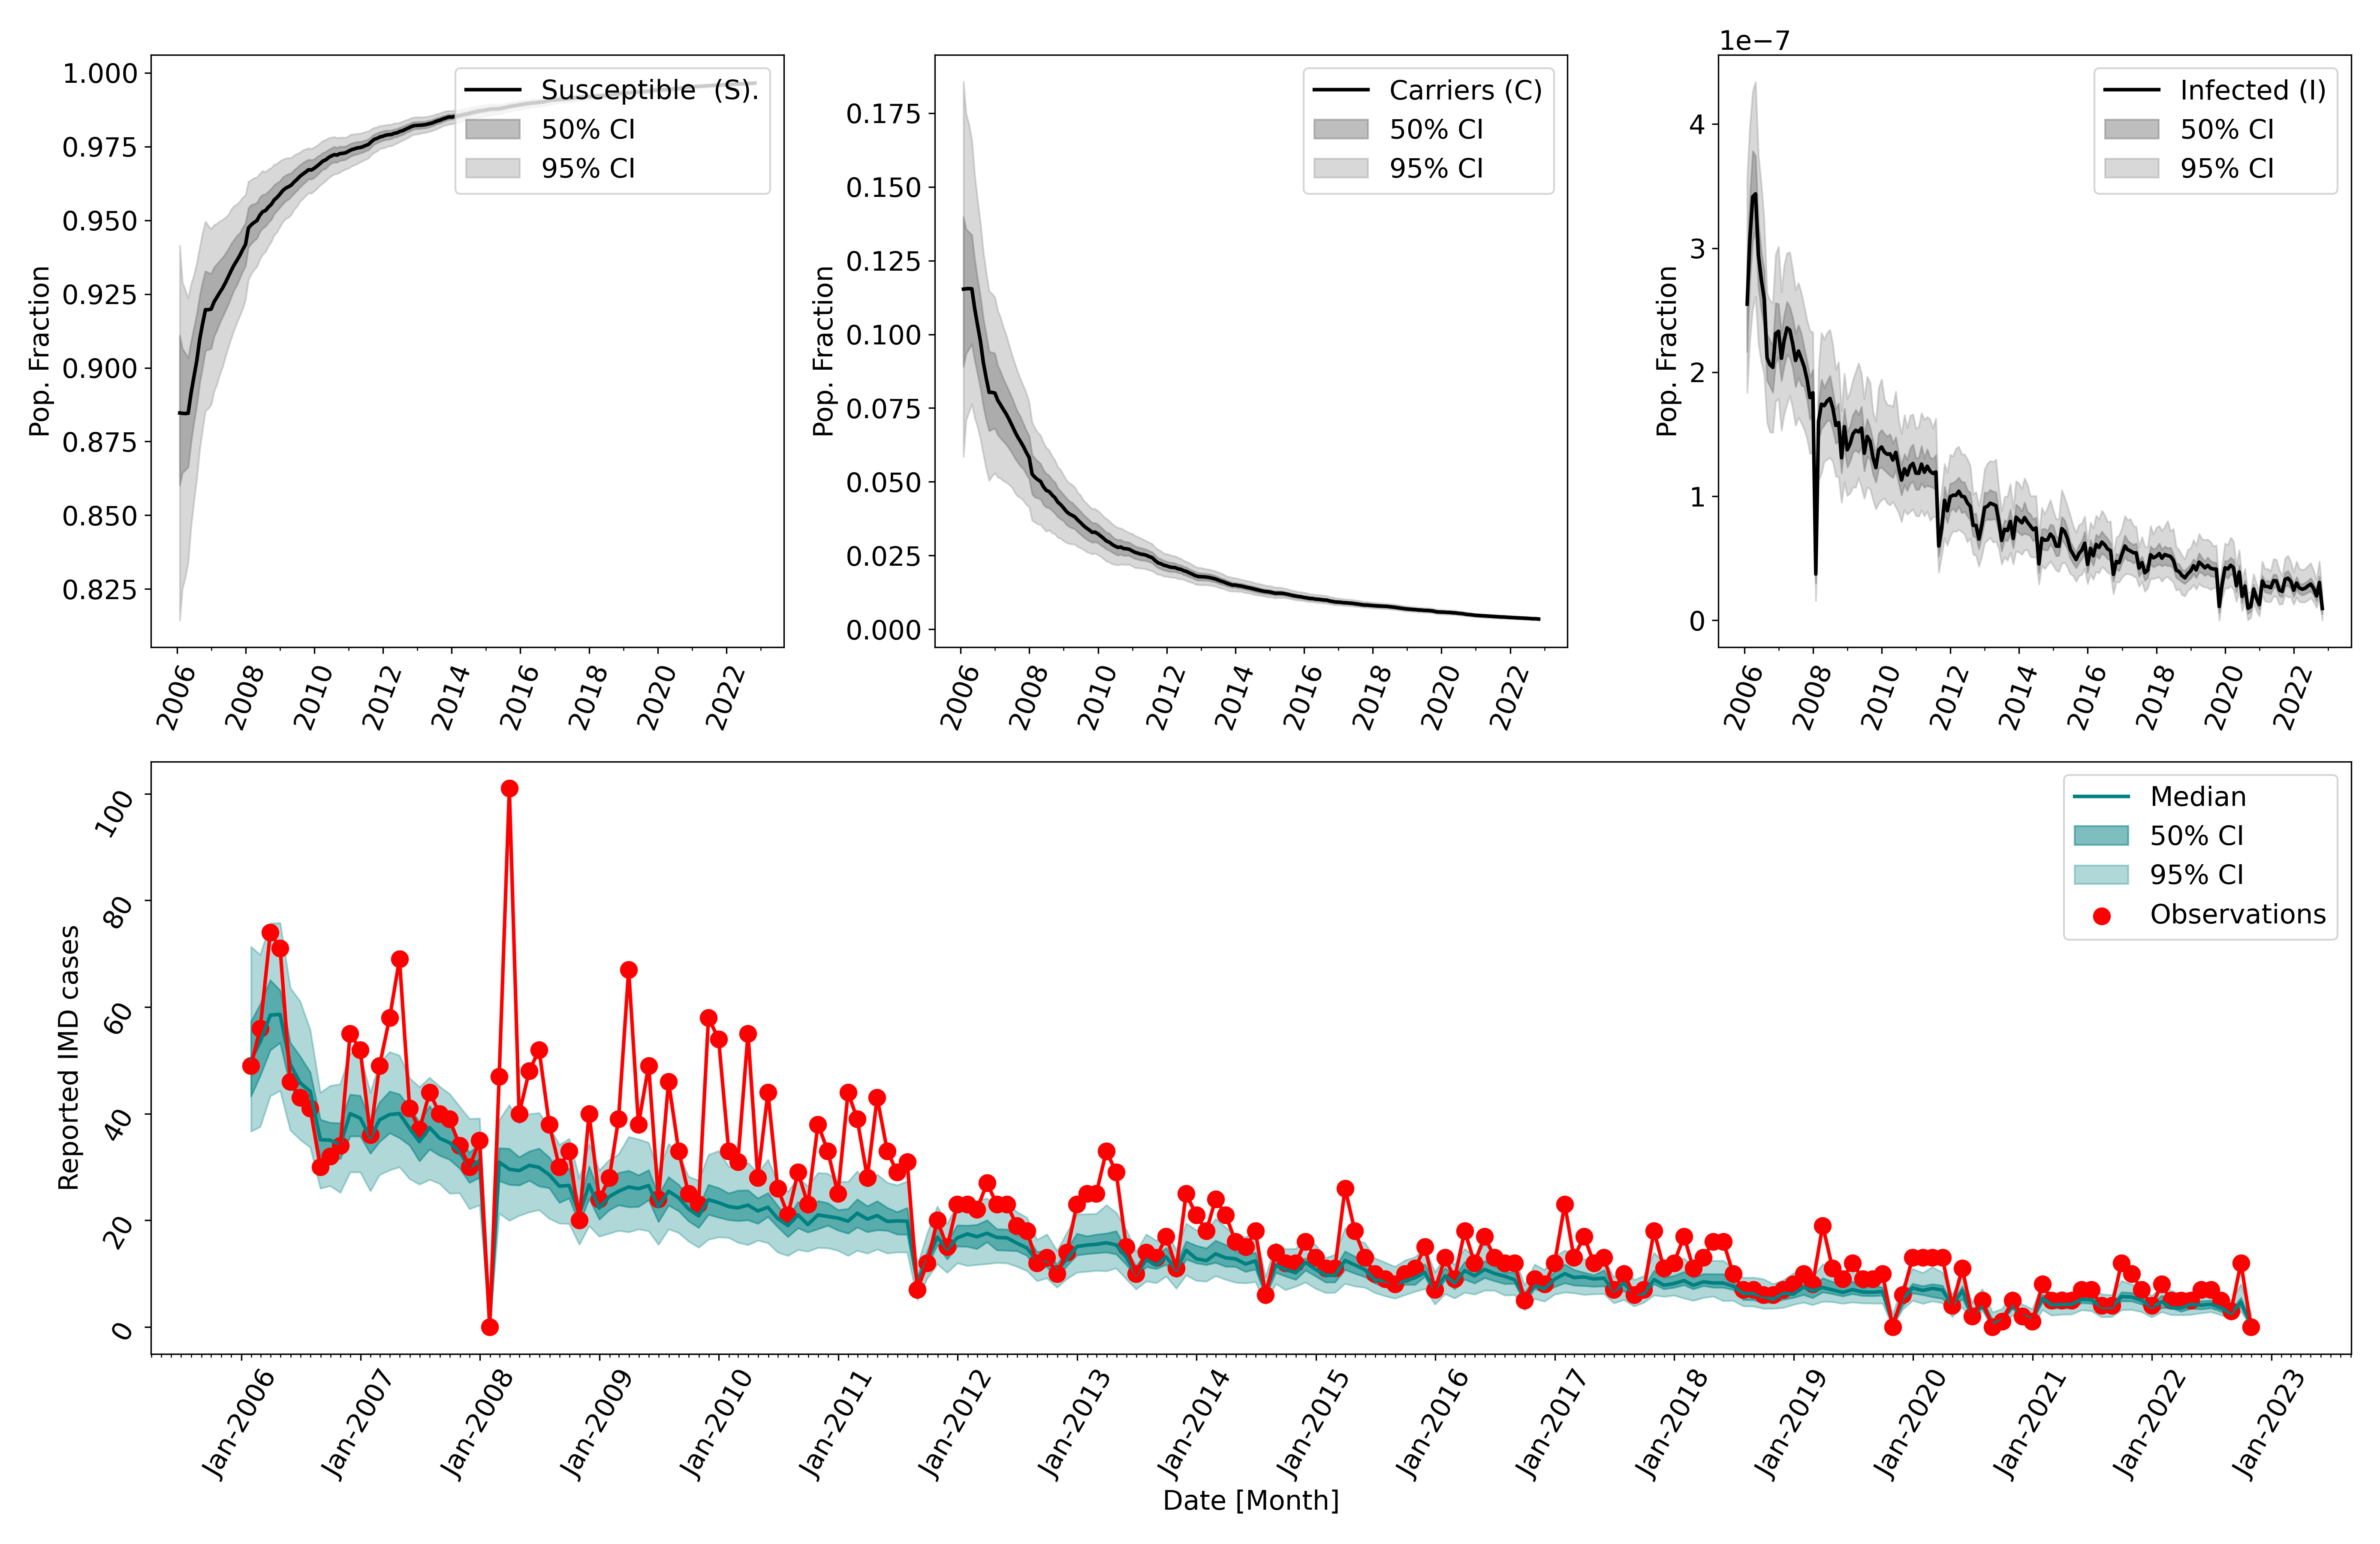 1.000
0.975
0.950
0.925
0.900
0.875
0.850
0.825
Pop. Fraction
Susceptible  (S).
50% CI
95% CI
2006
2008
2010
2012
2014
2016
2018
2020
2022
0.175
0.150
0.125
0.100
0.075
0.050
0.025
0.000
Pop. Fraction
Carriers (C)
50% CI
95% CI
2006
2008
2010
2012
2014
2016
2018
2020
2022
1e−7
4
3
2
1
0
Pop. Fraction
Infected (I)
50% CI
95% CI
2006
2008
2010
2012
2014
2016
2018
2020
2022
100
80
60
40
20
0
Reported IMD cases
Median
50% CI
95% CI
Observations
Jan-2006
Jan-2007
Jan-2008
Jan-2009
Jan-2010
Jan-2011
Jan-2012
Jan-2013
Jan-2014
Jan-2015
Jan-2016
Jan-2017
Jan-2018
Jan-2019
Jan-2020
Jan-2021
Jan-2022
Jan-2023
Date [Month]